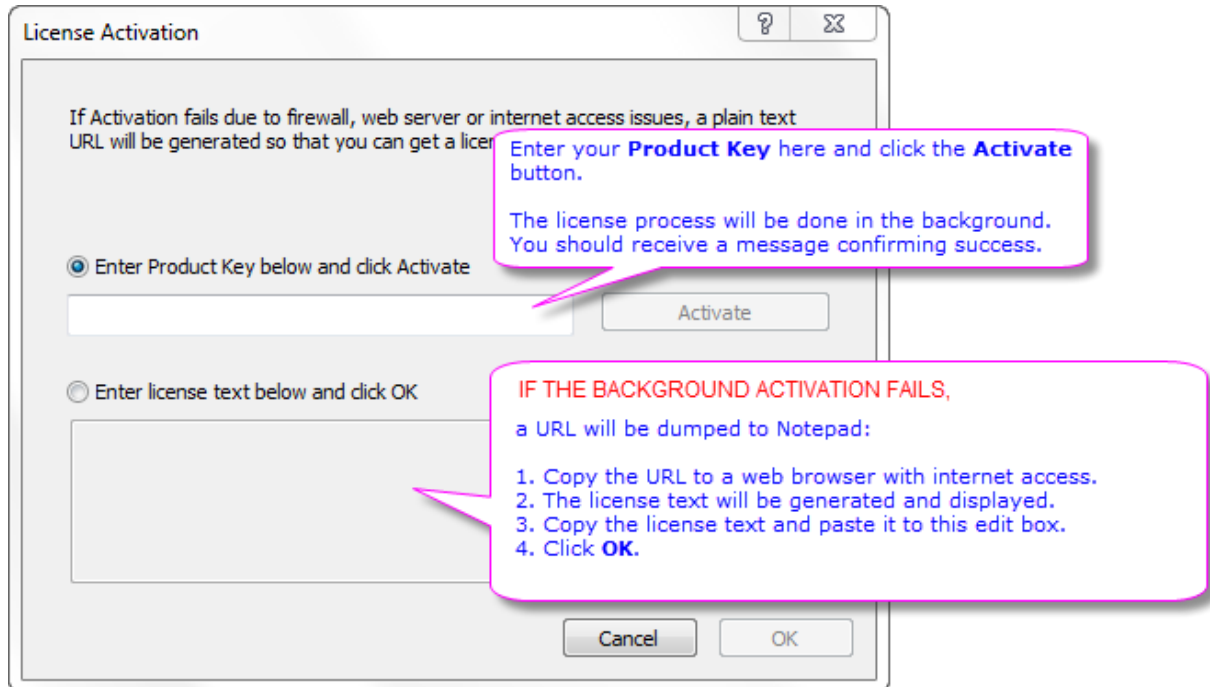 License Activation
If Activation fails due to firewall, web server or internet access issues, a plain text
URL will be generated so that you can get a
Enter your Product Key here and click the Activate
button.
The license process will be done in the background.
You should receive a message confirming success.
Enter Product Key below and click Activate
Activate
Enter license text below and click OK
IF THE BACKGROUND ACTIVATION FAILS,
a URL will be dumped to Notepad:
1. Copy the URL to a web browser with internet access.
2. The license text will be generated and displayed.
3. Copy the license text and paste it to this edit box.
4. Click OK.
Cancel
OK